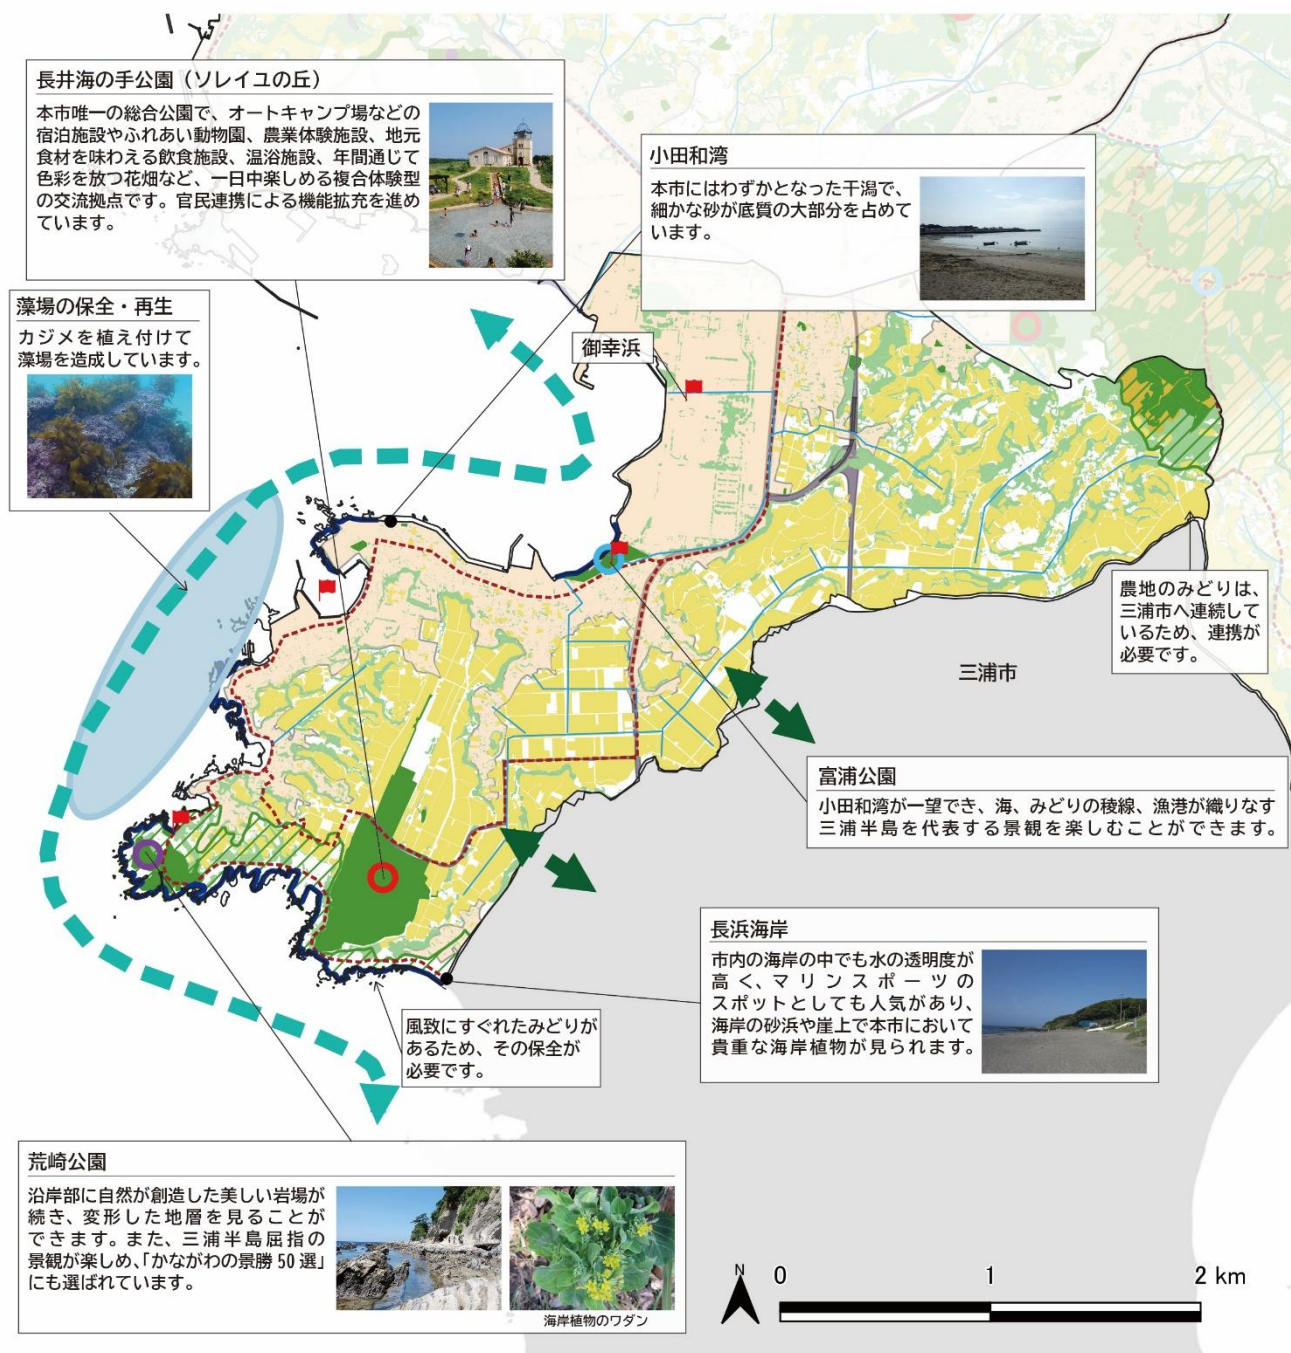 長井海の手公園（ソレイユの丘）
本市唯一の総合公園で、オートキャンプ場などの
宿泊施設やふれあい動物園、農業体験施設、地元
食材を味わえる飲食施設、温浴施設、年間通じて
色彩を放つ花畑など、一日中楽しめる複合体験型
の交流拠点です。官民連携による機能拡充を進め
ています。
小田和湾
本市にはわずかとなった干潟で、
細かな砂が底質の大部分を占めて
います。
藻場の保全・再生
カジメを植え付けて
藻場を造成しています。
御幸浜
農地のみどりは、
三浦市へ連続して
いるため、連携が
必要です。
三浦市
富浦公園
小田和湾が一望でき、海、みどりの稜線、漁港が織りなす
三浦半島を代表する景観を楽しむことができます。
長浜海岸
市内の海岸の中でも水の透明度が
高く、マリンスポーツの
スポットとしても人気があり、
海岸の砂浜や崖上で本市において
貴重な海岸植物が見られます。
風致にすぐれたみどりが
あるため、その保全が
必要です。
荒崎公園
沿岸部に自然が創造した美しい岩場が
続き、変形した地層を見ることが
できます。また、三浦半島屈指の
景観が楽しめ、「かながわの景勝 50 選」
にも選ばれています。
海岸植物のワダン
N
0 1 2 km